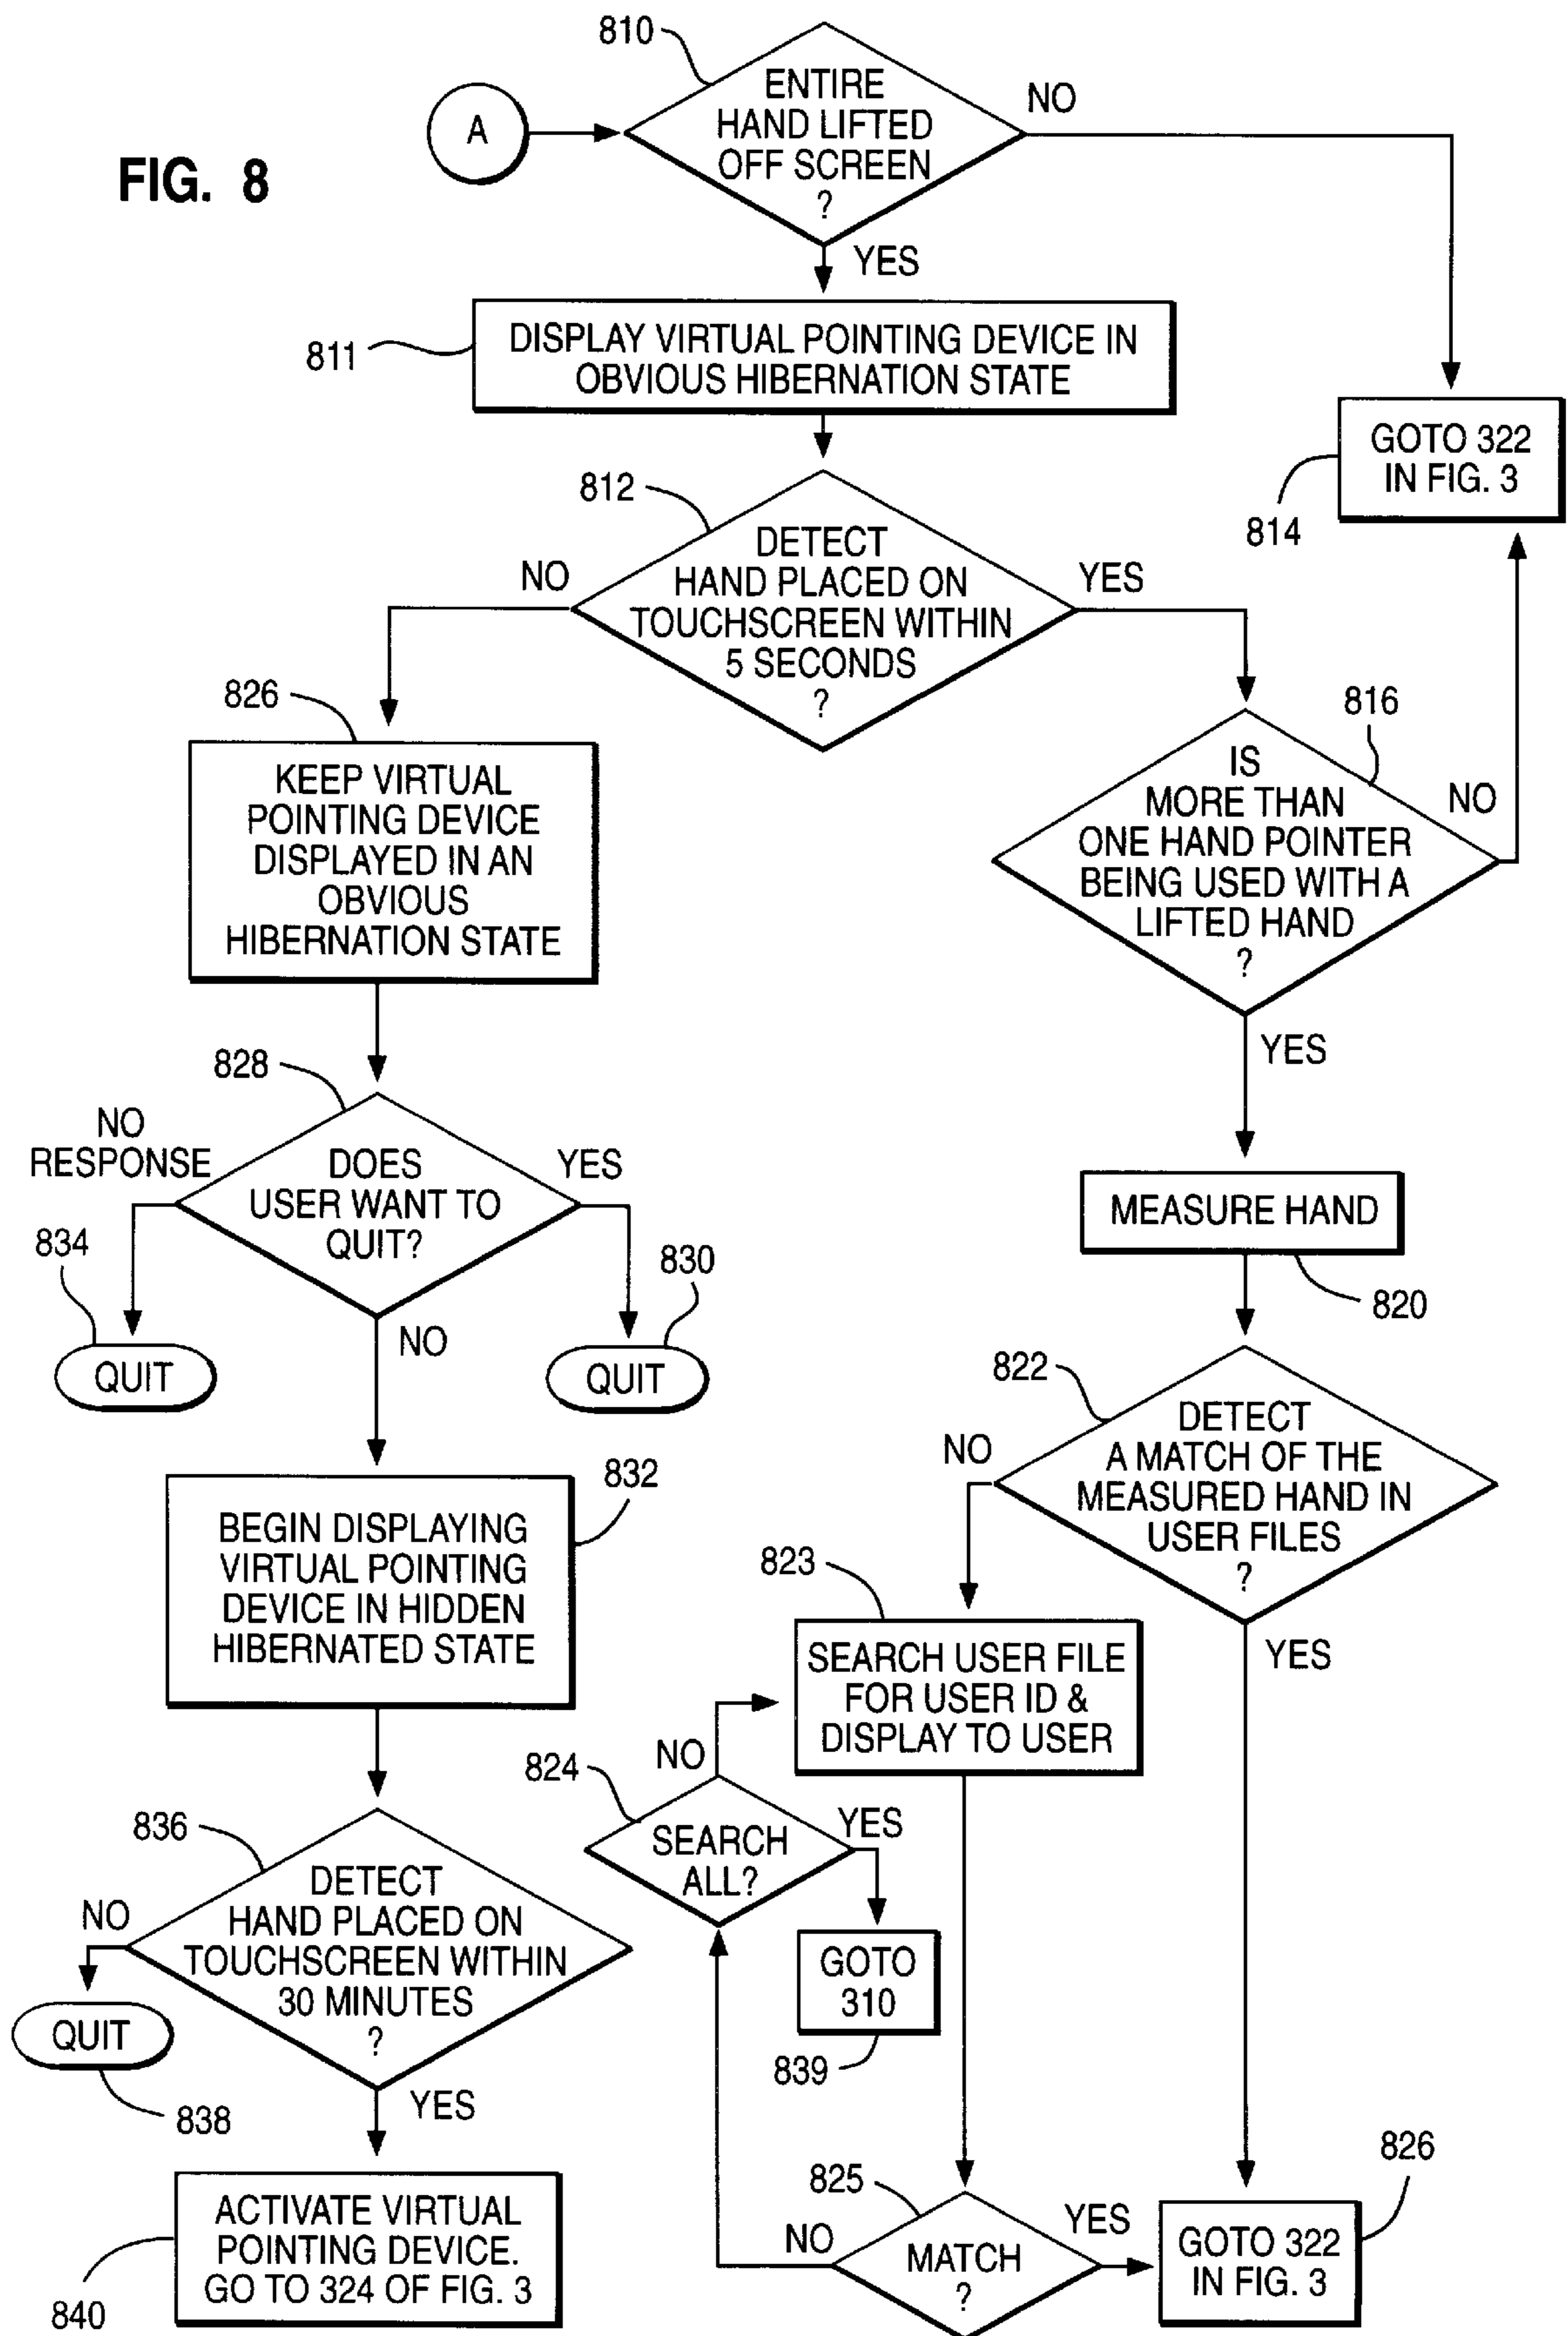 FIG. 8
A
810
ENTIRE
HAND LIFTED
OFF SCREEN
?
NO
YES
811
DISPLAY VIRTUAL POINTING DEVICE IN
OBVIOUS HIBERNATION STATE
GOTO 322
IN FIG. 3
814
812
DETECT
HAND PLACED ON
TOUCHSCREEN WITHIN
5 SECONDS
?
NO
YES
826
KEEP VIRTUAL
POINTING DEVICE
DISPLAYED IN AN
OBVIOUS
HIBERNATION STATE
816
IS
MORE THAN
ONE HAND POINTER
BEING USED WITH A
LIFTED HAND
?
NO
YES
828
NO
RESPONSE
DOES
USER WANT TO
QUIT?
YES
NO
834
QUIT
830
QUIT
MEASURE HAND
820
822
DETECT
A MATCH OF THE
MEASURED HAND IN
USER FILES
?
NO
YES
832
BEGIN DISPLAYING
VIRTUAL POINTING
DEVICE IN HIDDEN
HIBERNATED STATE
823
SEARCH USER FILE
FOR USER ID &
DISPLAY TO USER
824
NO
SEARCH
ALL?
YES
GOTO
310
839
836
DETECT
HAND PLACED ON
TOUCHSCREEN WITHIN
30 MINUTES
?
NO
QUIT
838
YES
ACTIVATE VIRTUAL
POINTING DEVICE.
GO TO 324 OF FIG. 3
840
825
MATCH
?
NO
YES
826
GOTO 322
IN FIG. 3